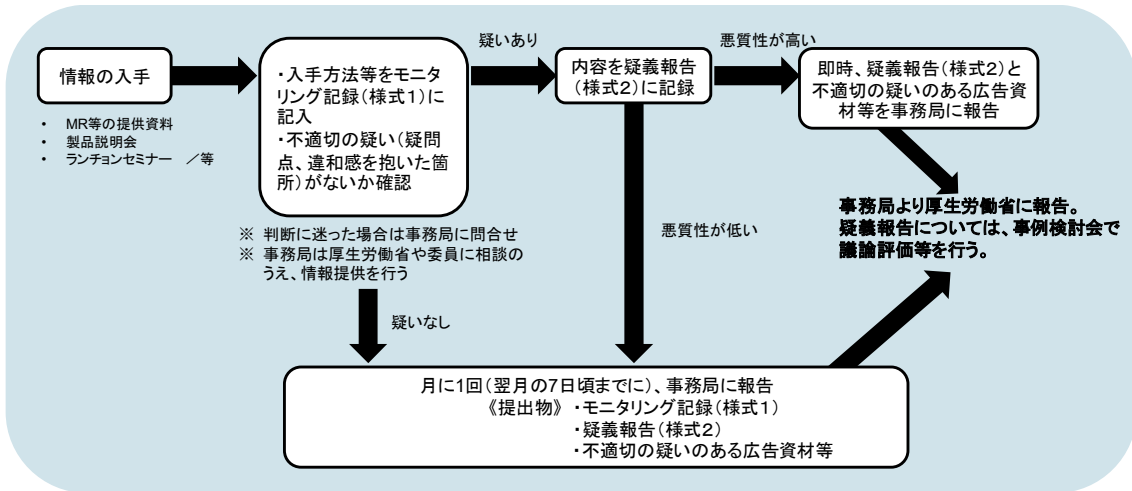 情報の入手
・ MR等の提供資料
・ 製品説明会
・ ランチョンセミナー ／等
・入手方法等をモニタ
リング記録（様式１）に
記入
・不適切の疑い（疑問
点、違和感を抱いた箇
所）がないか確認
※ 判断に迷った場合は事務局に問合せ
※ 事務局は厚生労働省や委員に相談の
うえ、情報提供を行う
疑いあり
内容を疑義報告
（様式２）に記録
悪質性が高い
即時、疑義報告（様式２）と
不適切の疑いのある広告資
材等を事務局に報告
事務局より厚生労働省に報告。
疑義報告については、事例検討会で
議論評価等を行う。
悪質性が低い
疑いなし
月に１回（翌月の７日頃までに）、事務局に報告
《提出物》 ・モニタリング記録（様式１）
・疑義報告（様式２）
・不適切の疑いのある広告資材等